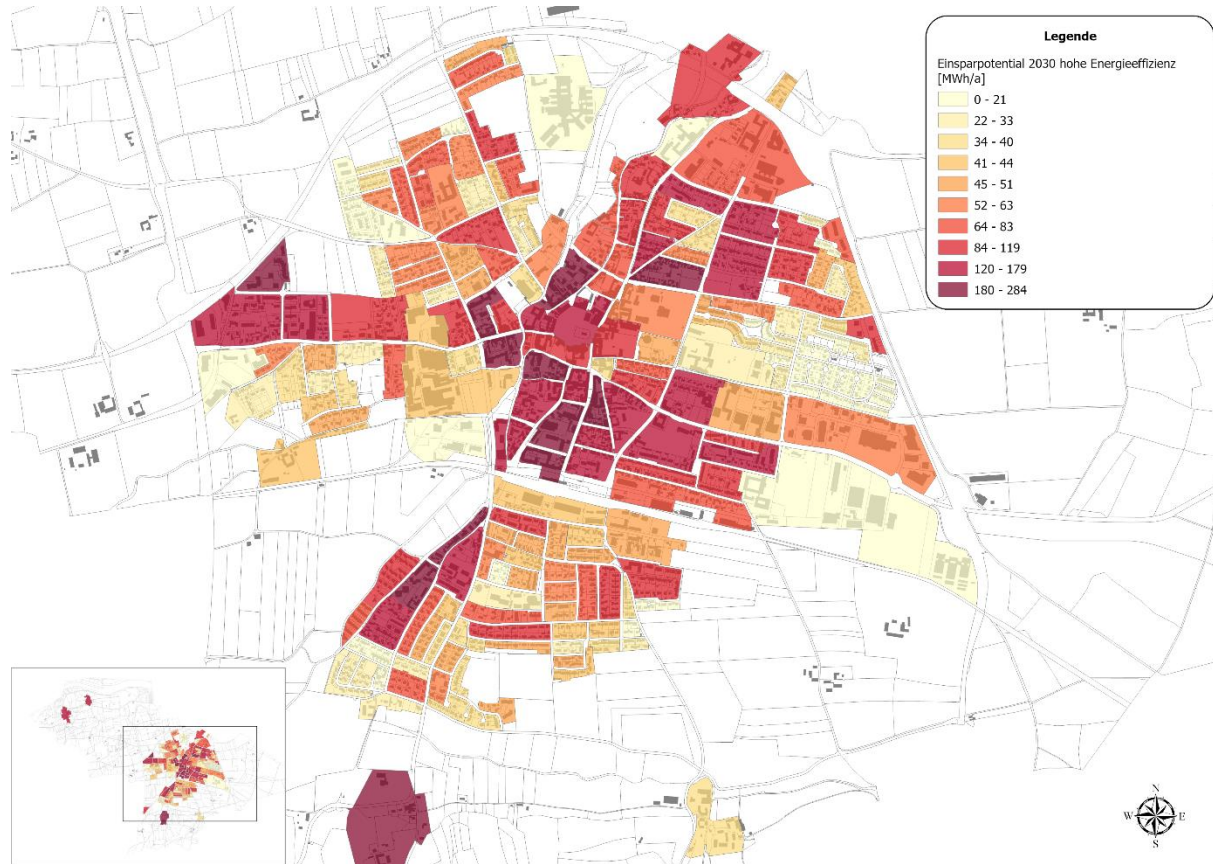 Legende
Einsparpotential 2030 hohe Energieeffizienz
[MWh/a]
0 - 21
22 - 33
34 - 40
41 - 44
45 - 51
52 - 63
64 - 83
84 - 119
120 - 179
180 - 284
N
W E
S